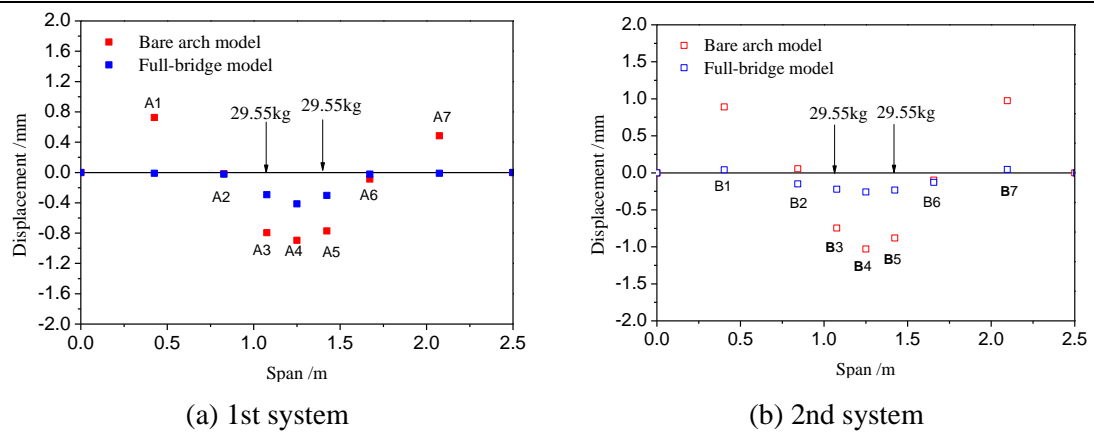 2.0
1.6
1.2
0.8
0.4
0.0
-0.4
-0.8
-1.2
-1.6
-2.0
Displacement /mm
Bare arch model
Full-bridge model
A1
29.55kg
29.55kg
A7
A2
A6
A3
A4
A5
0.0 0.5 1.0 1.5 2.0 2.5
Span /m
(a) 1st system
2.0
1.5
1.0
0.5
0.0
-0.5
-1.0
-1.5
-2.0
Displacement /mm
Bare arch model
Full-bridge model
29.55kg
29.55kg
B1
B2
B6
B7
B3
B4
B5
0.0 0.5 1.0 1.5 2.0 2.5
Span /m
(b) 2nd system